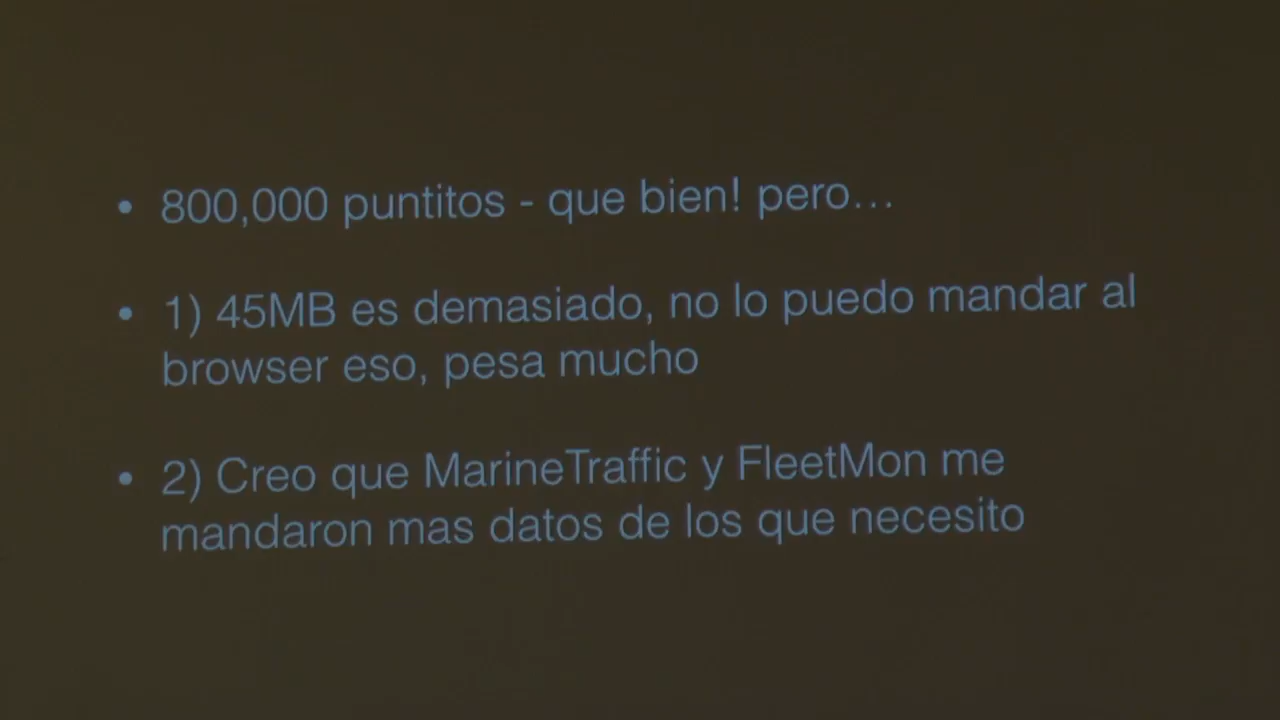 • 800,000 puntitos - que bien! pero…
• 1) 45MB es demasiado, no lo puedo mandar al
browser eso, pesa mucho
• 2) Creo que MarineTraffic y FleetMon me
mandaron mas datos de los que necesito